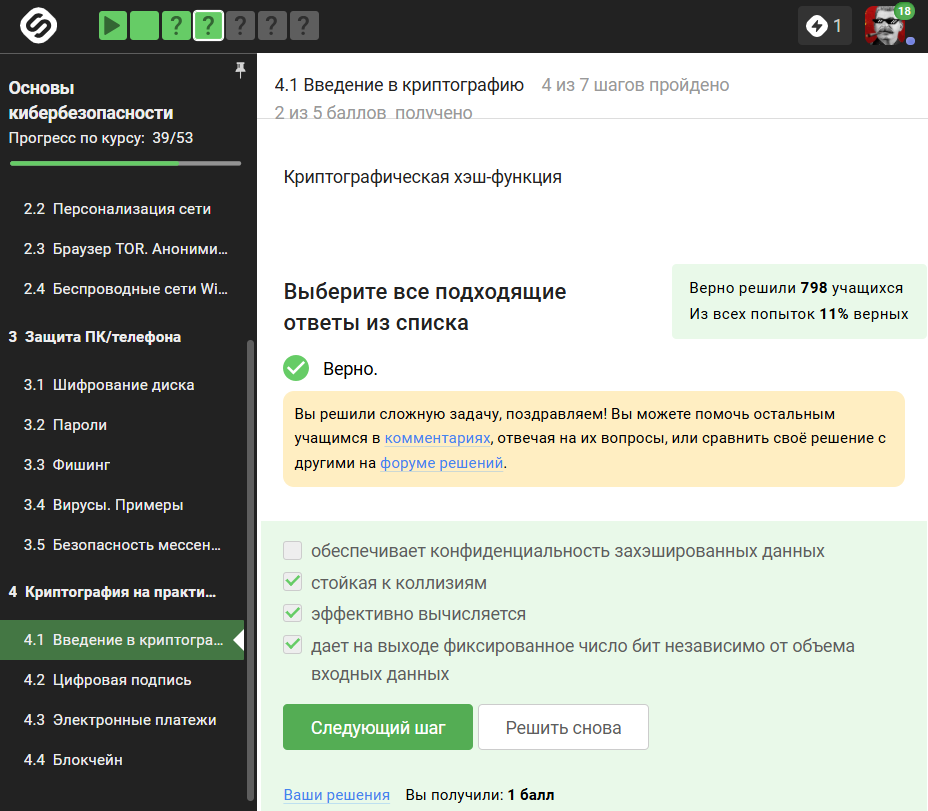 ? ? ? ? ?
1
18
Основы
кибербезопасности
Прогресс по курсу: 39/53
2.2 Персонализация сети
2.3 Браузер TOR. Аноними...
2.4 Беспроводные сети Wi...
3 Защита ПК/телефона
3.1 Шифрование диска
3.2 Пароли
3.3 Фишинг
3.4 Вирусы. Примеры
3.5 Безопасность мессен...
4 Криптография на практи...
4.1 Введение в криптогра...
4.2 Цифровая подпись
4.3 Электронные платежи
4.4 Блокчейн
4.1 Введение в криптографию 4 из 7 шагов пройдено
2 из 5 баллов получено
Криптографическая хэш-функция
Выберите все подходящие
ответы из списка
Верно решили 798 учащихся
Из всех попыток 11% верных
Верно.
Вы решили сложную задачу, поздравляем! Вы можете помочь остальным
учащимся в комментариях, отвечая на их вопросы, или сравнить своё решение с
другими на форуме решений.
обеспечивает конфиденциальность захэшированных данных
стойкая к коллизиям
эффективно вычисляется
дает на выходе фиксированное число бит независимо от объема
входных данных
Следующий шаг
Решить снова
Ваши решения Вы получили: 1 балл